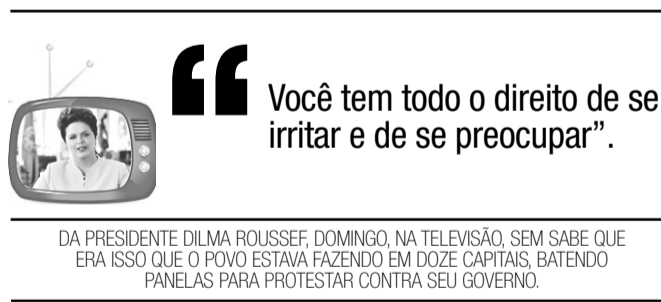 “
Você tem todo o direito de se
irritar e de se preocupar”.
DA PRESIDENTE DILMA ROUSSEF, DOMINGO, NA TELEVISÃO, SEM SABE QUE
ERA ISSO QUE O POVO ESTAVA FAZENDO EM DOZE CAPITAIS, BATENDO
PANELAS PARA PROTESTAR CONTRA SEU GOVERNO.